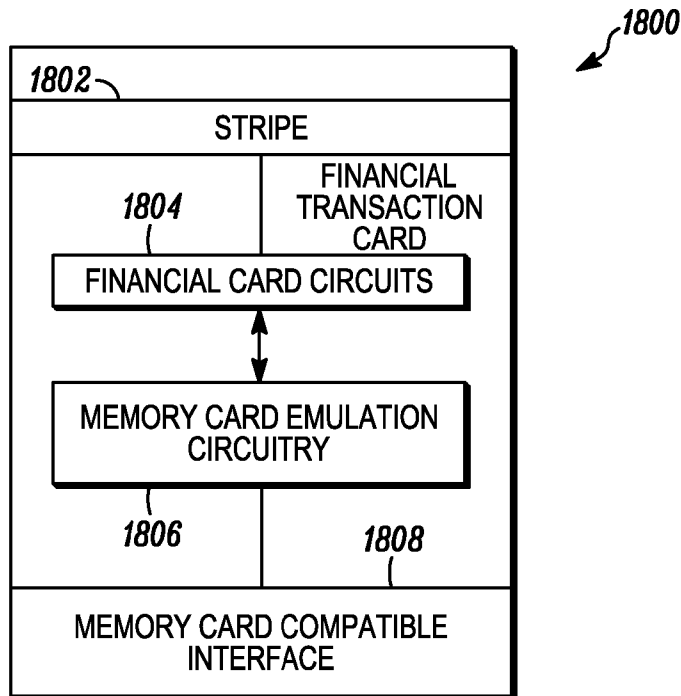 1800
1802
STRIPE
FINANCIAL
TRANSACTION
CARD
1804
FINANCIAL CARD CIRCUITS
MEMORY CARD EMULATION
CIRCUITRY
1806
1808
MEMORY CARD COMPATIBLE
INTERFACE